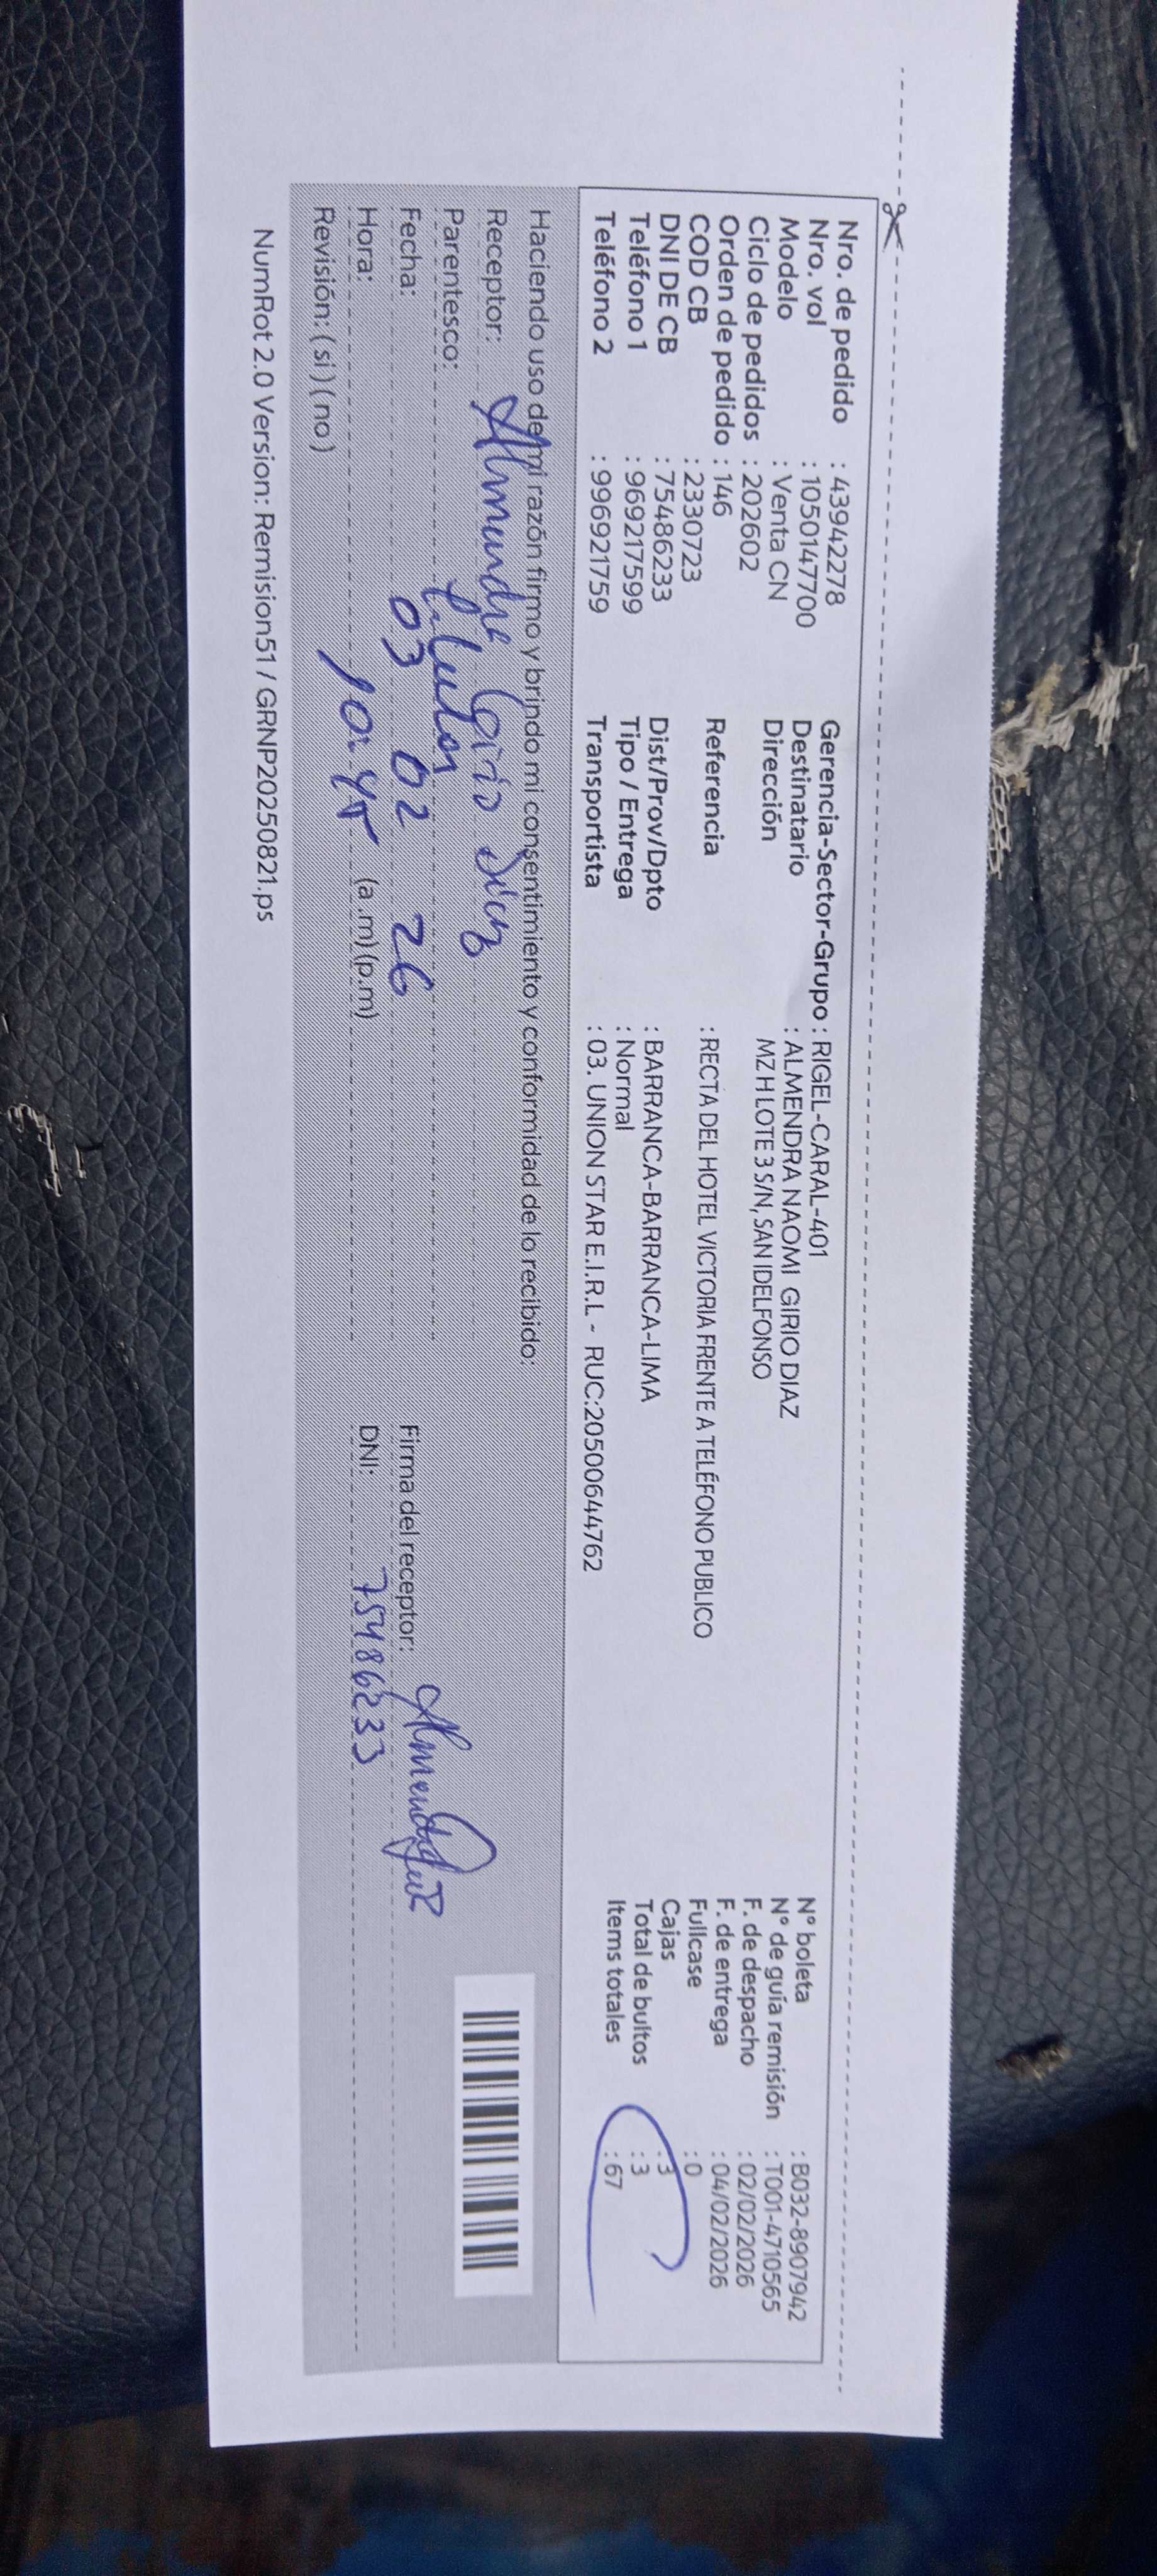 Nro. de pedido : 43942278
Nro. vol : 1050147700
Modelo : Venta CN
Ciclo de pedidos : 202602
Orden de pedido : 146
COD CB : 2330723
DNI DE CB : 75486233
Teléfono 1 : 969217599
Teléfono 2 : 996921759
Gerencia-Sector-Grupo : RIGEL-CARAL-401
Destinatario : ALMENDRA NAOMI GIRIO DIAZ
Dirección MZ H LOTE 3 S/N, SAN IDELFONSO
Referencia : RECTA DEL HOTEL VICTORIA FRENTE A TELÉFONO PUBLICO
Dist/Prov/Dpto : BARRANCA-BARRANCA-LIMA
Tipo / Entrega : Normal
Transportista : 03. UNION STAR E.I.R.L - RUC:20500644762
N° boleta : B032-8907942
N° de guía remisión : T001-4710565
F. de despacho : 02/02/2026
F. de entrega : 04/02/2026
Fullcase : 0
Cajas : 3
Total de bultos : 3
Items totales : 67
Haciendo uso de mi razón firmo y brindo mi consentimiento y conformidad de lo recibido:
Receptor: Almendra Girio Diaz
Parentesco:
Fecha: 03 02 26
Hora: 10:45 (a.m)(p.m)
Revisión: ( si ) ( no )
Firma del receptor:
DNI: 75486233
NumRot 2.0 Version: Remision51 / GRNP20250821.ps